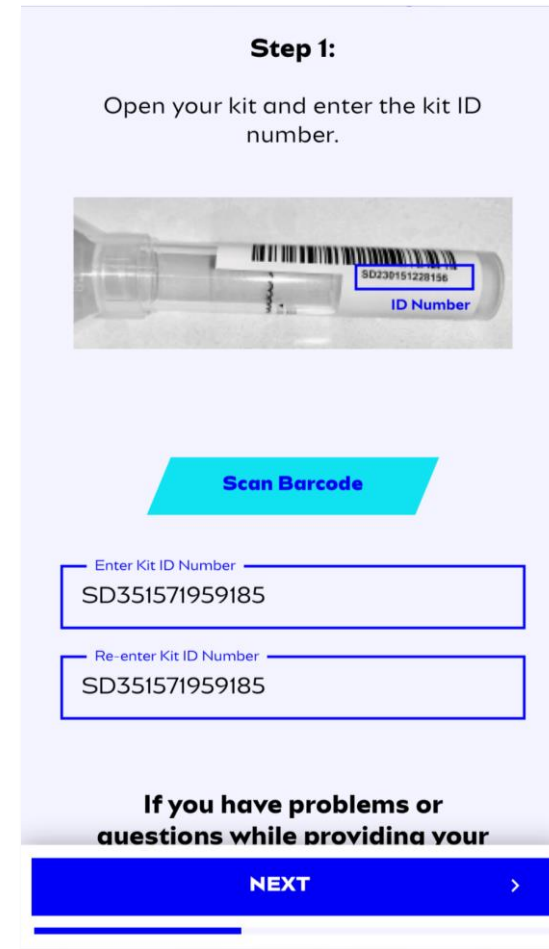 Step 1:
Open your kit and enter the kit ID
number.
SD230151228156
ID Number
Scan Barcode
Enter Kit ID Number
SD351571959185
Re-enter Kit ID Number
SD351571959185
If you have problems or
questions while providing your
NEXT